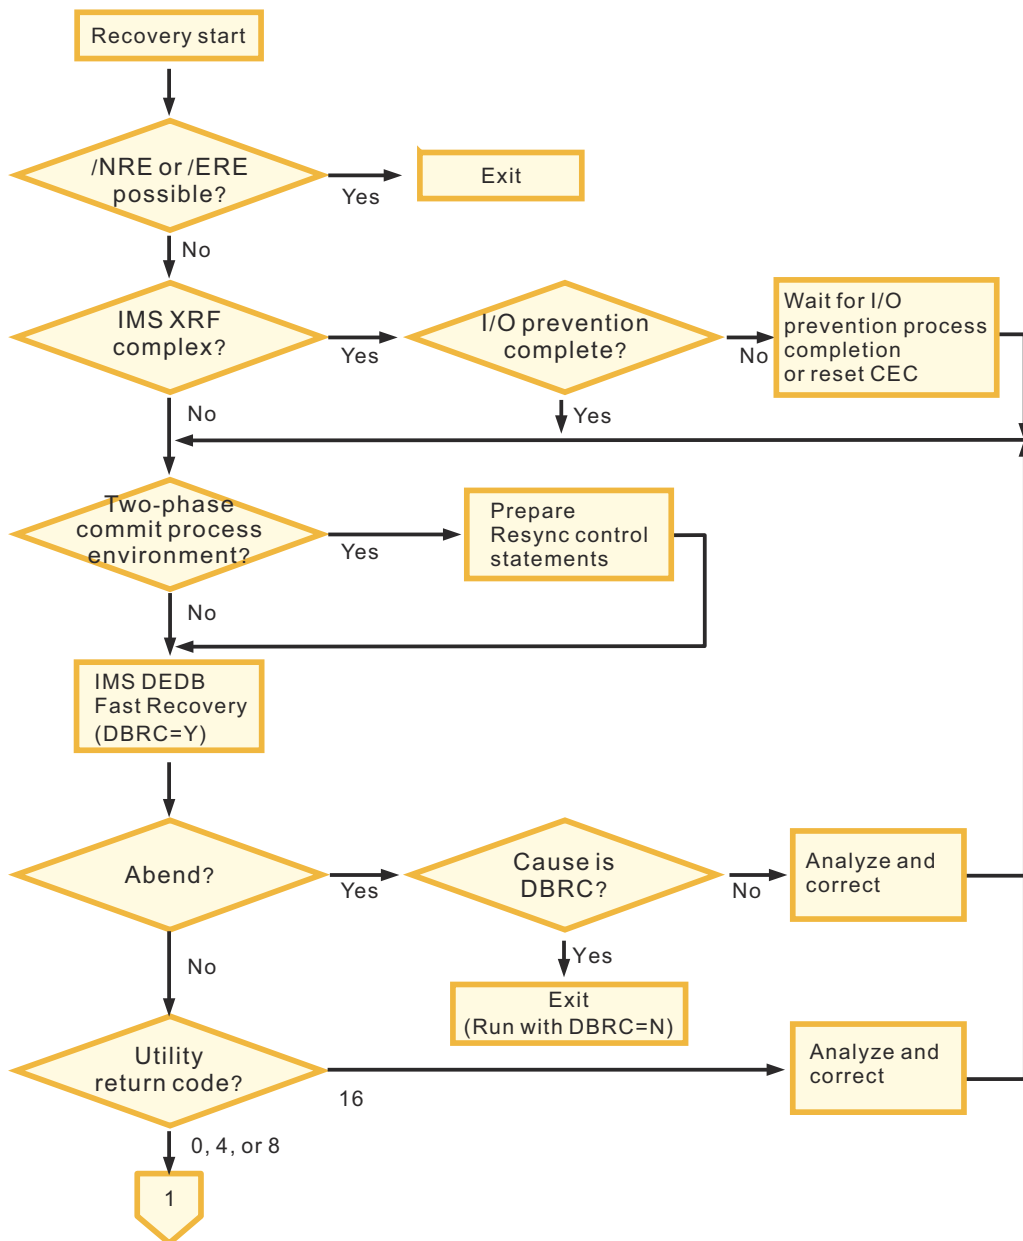 Recovery start
/NRE or /ERE
possible?
Yes
Exit
No
IMS XRF
complex?
Yes
I/O prevention
complete?
No
Wait for I/O
prevention process
completion
or reset CEC
No
Yes
Two-phase
commit process
environment?
Yes
Prepare
Resync control
statements
No
IMS DEDB
Fast Recovery
(DBRC=Y)
Abend?
Yes
Cause is
DBRC?
No
Analyze and
correct
No
Yes
Exit
(Run with DBRC=N)
Utility
return code?
16
Analyze and
correct
0, 4, or 8
1